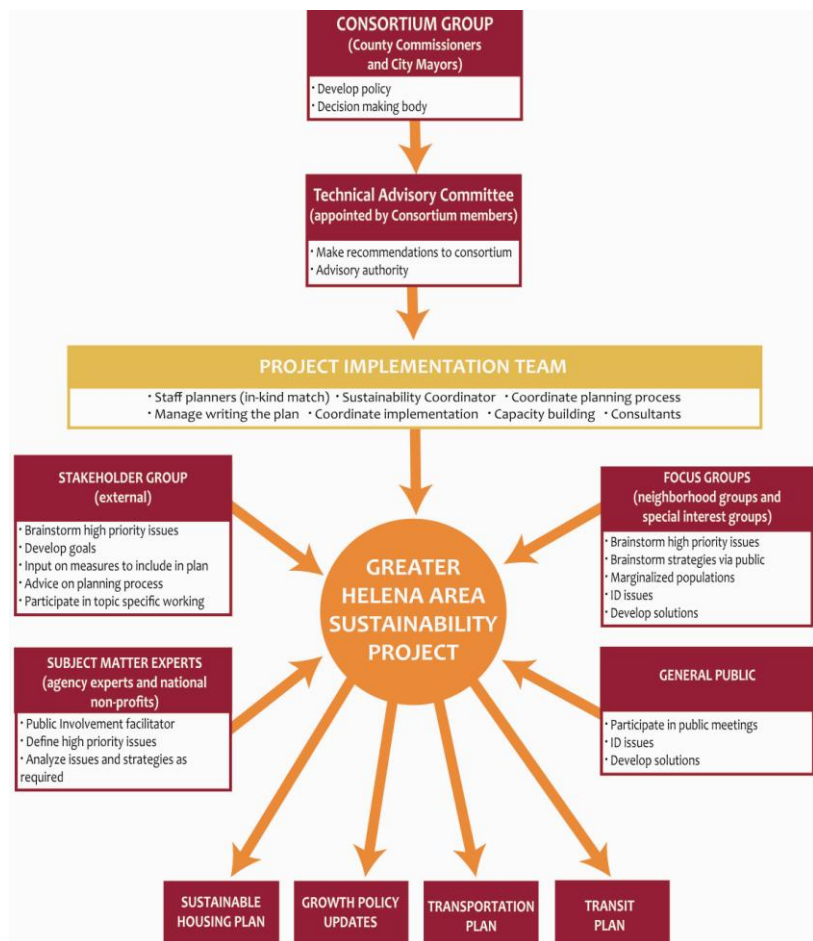 CONSORTIUM GROUP
(County Commissioners
and City Mayors)
· Develop policy
· Decision making body
Technical Advisory Committee
(appointed by Consortium members)
· Make recommendations to consortium
· Advisory authority
PROJECT IMPLEMENTATION TEAM
· Staff planners (in-kind match) · Sustainability Coordinator · Coordinate planning process
· Manage writing the plan · Coordinate implementation · Capacity building · Consultants
STAKEHOLDER GROUP
(external)
· Brainstorm high priority issues
· Develop goals
· Input on measures to include in plan
· Advice on planning process
· Participate in topic specific working
FOCUS GROUPS
(neighborhood groups and
special interest groups)
· Brainstorm high priority issues
· Brainstorm strategies via public
· Marginalized populations
· ID issues
· Develop solutions
GREATER
HELENA AREA
SUSTAINABILITY
PROJECT
SUBJECT MATTER EXPERTS
(agency experts and national
non-profits)
· Public Involvement facilitator
· Define high priority issues
· Analyze issues and strategies as
required
GENERAL PUBLIC
· Participate in public meetings
· ID issues
· Develop solutions
SUSTAINABLE
HOUSING PLAN
GROWTH POLICY
UPDATES
TRANSPORTATION
PLAN
TRANSIT
PLAN